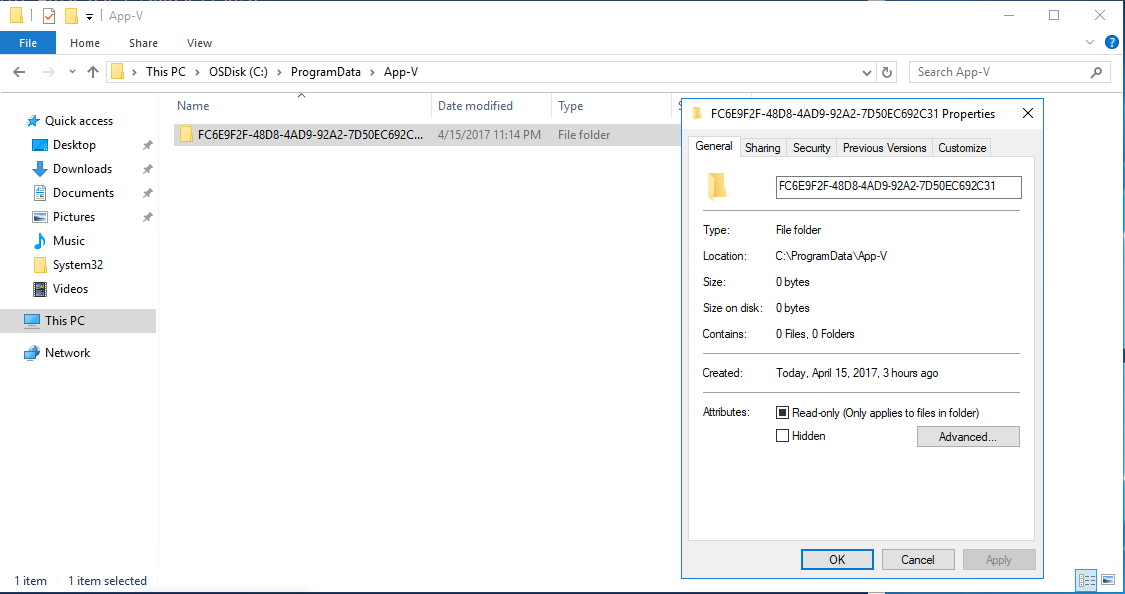 App-V
File Home Share View
This PC OSDisk (C:) ProgramData App-V
Search App-V
Name Date modified Type
FC6E9F2F-48D8-4AD9-92A2-7D50EC692C... 4/15/2017 11:14 PM File folder
Quick access
Desktop
Downloads
Documents
Pictures
Music
System32
Videos
This PC
Network
FC6E9F2F-48D8-4AD9-92A2-7D50EC692C31 Properties
General Sharing Security Previous Versions Customize
FC6E9F2F-48D8-4AD9-92A2-7D50EC692C31
Type: File folder
Location: C:\ProgramData\App-V
Size: 0 bytes
Size on disk: 0 bytes
Contains: 0 Files, 0 Folders
Created: Today, April 15, 2017, 3 hours ago
Attributes: Read-only (Only applies to files in folder)
Hidden
Advanced...
OK Cancel Apply
1 item 1 item selected